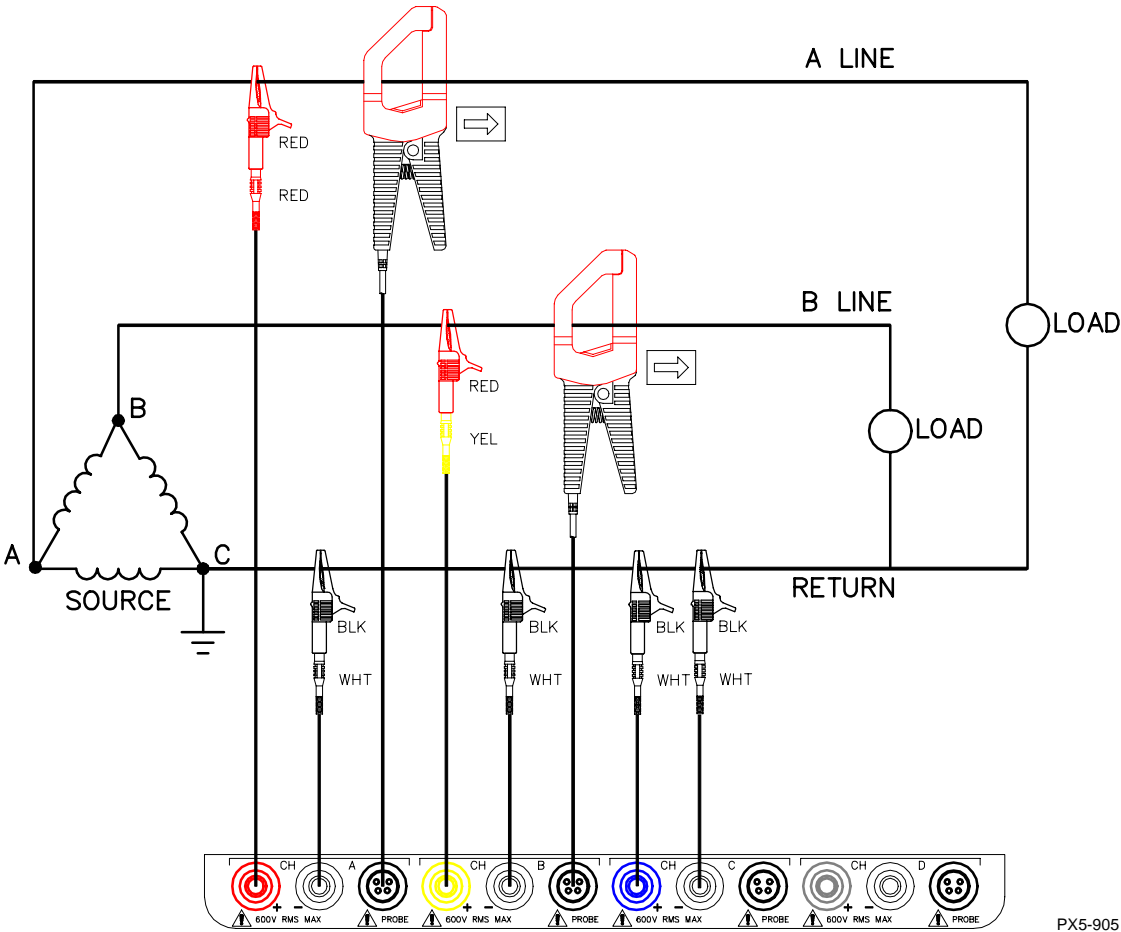 A LINE
RED
RED
B LINE
LOAD
RED
YEL
LOAD
B
A
C
SOURCE
RETURN
BLK
BLK
BLK
BLK
WHT
WHT
WHT
WHT
CH A CH B CH C CH D
+ − + − + − + −
600V RMS MAX PROBE 600V RMS MAX PROBE 600V RMS MAX PROBE 600V RMS MAX PROBE
PX5-905